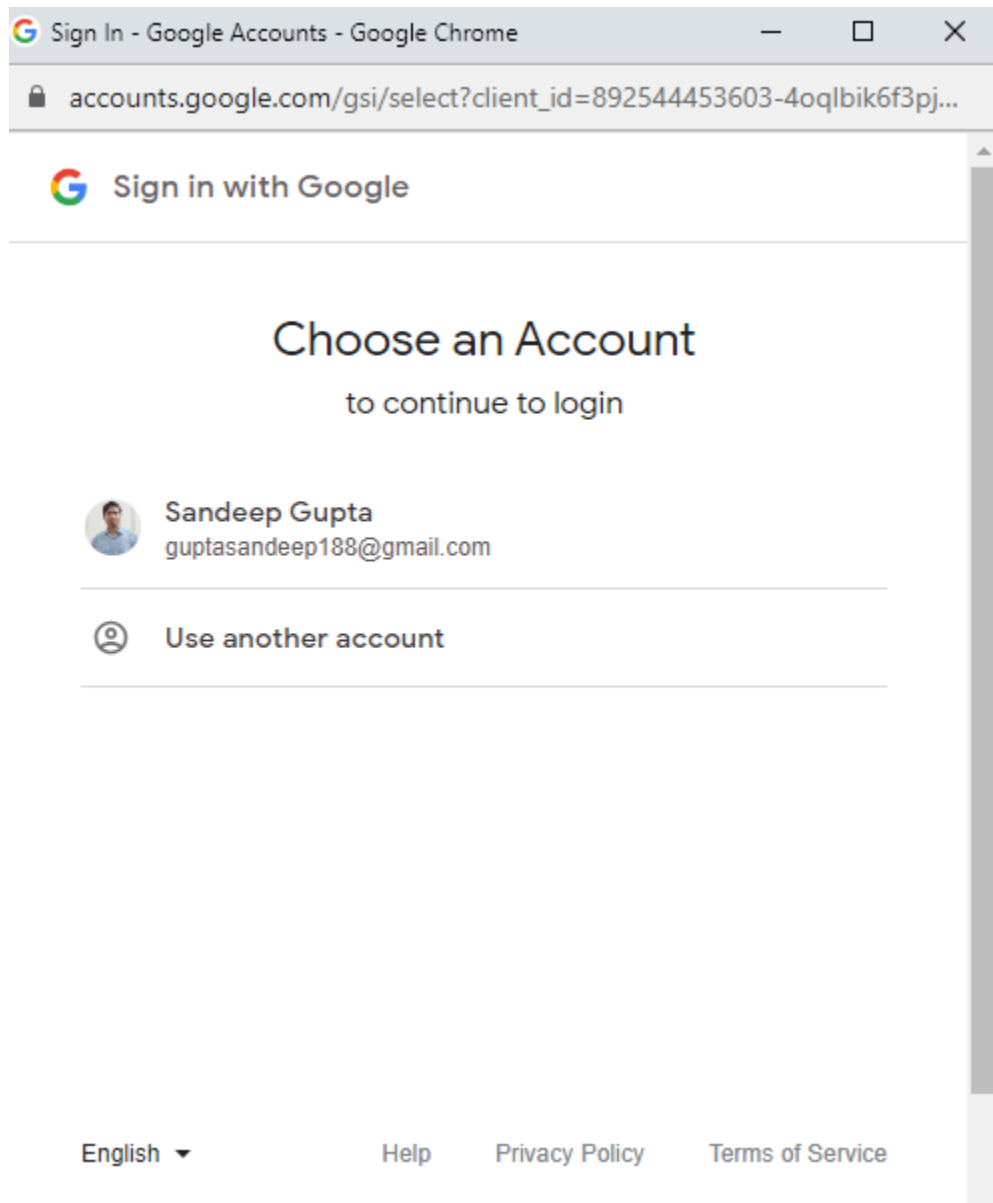 Sign In - Google Accounts - Google Chrome
accounts.google.com/gsi/select?client_id=892544453603-4oqlbik6f3pj...
Sign in with Google
Choose an Account
to continue to login
Sandeep Gupta
guptasandeep188@gmail.com
Use another account
English Help Privacy Policy Terms of Service